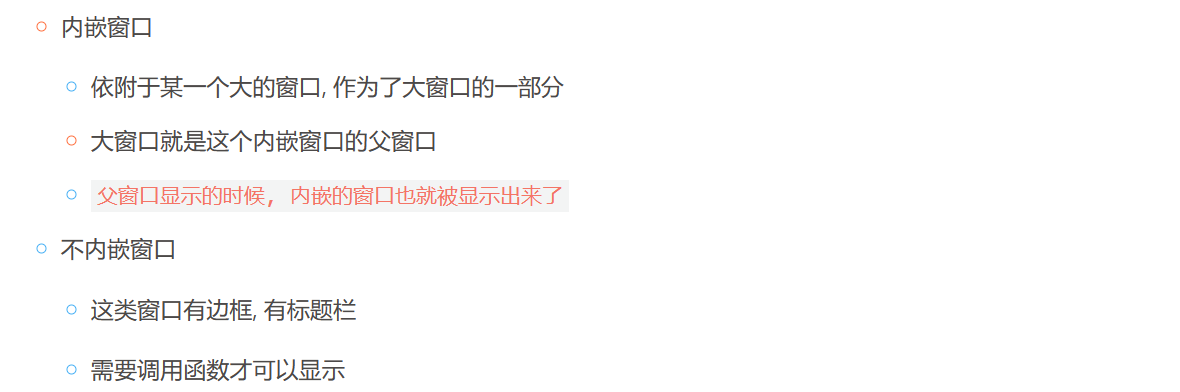 内嵌窗口
依附于某一个大的窗口, 作为了大窗口的一部分
大窗口就是这个内嵌窗口的父窗口
父窗口显示的时候, 内嵌的窗口也就被显示出来了
不内嵌窗口
这类窗口有边框, 有标题栏
需要调用函数才可以显示